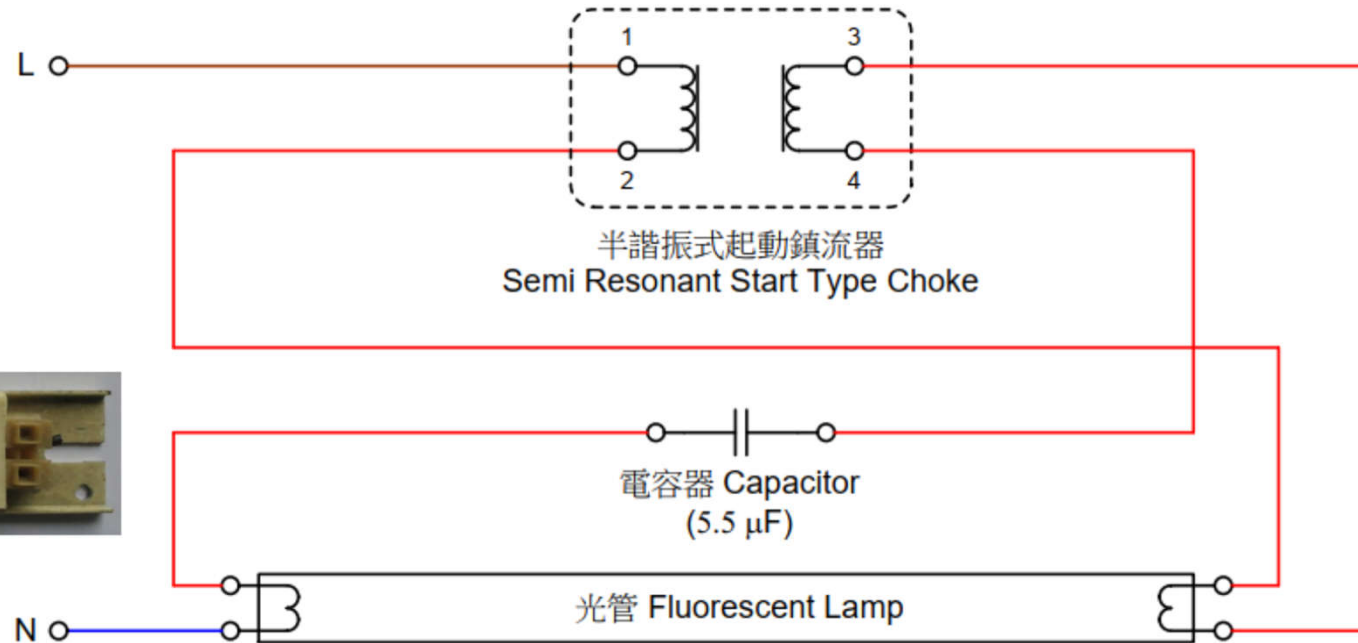 1
3
L
2
4
半諧振式起動鎮流器
Semi Resonant Start Type Choke
電容器 Capacitor
(5.5 μF)
光管 Fluorescent Lamp
N